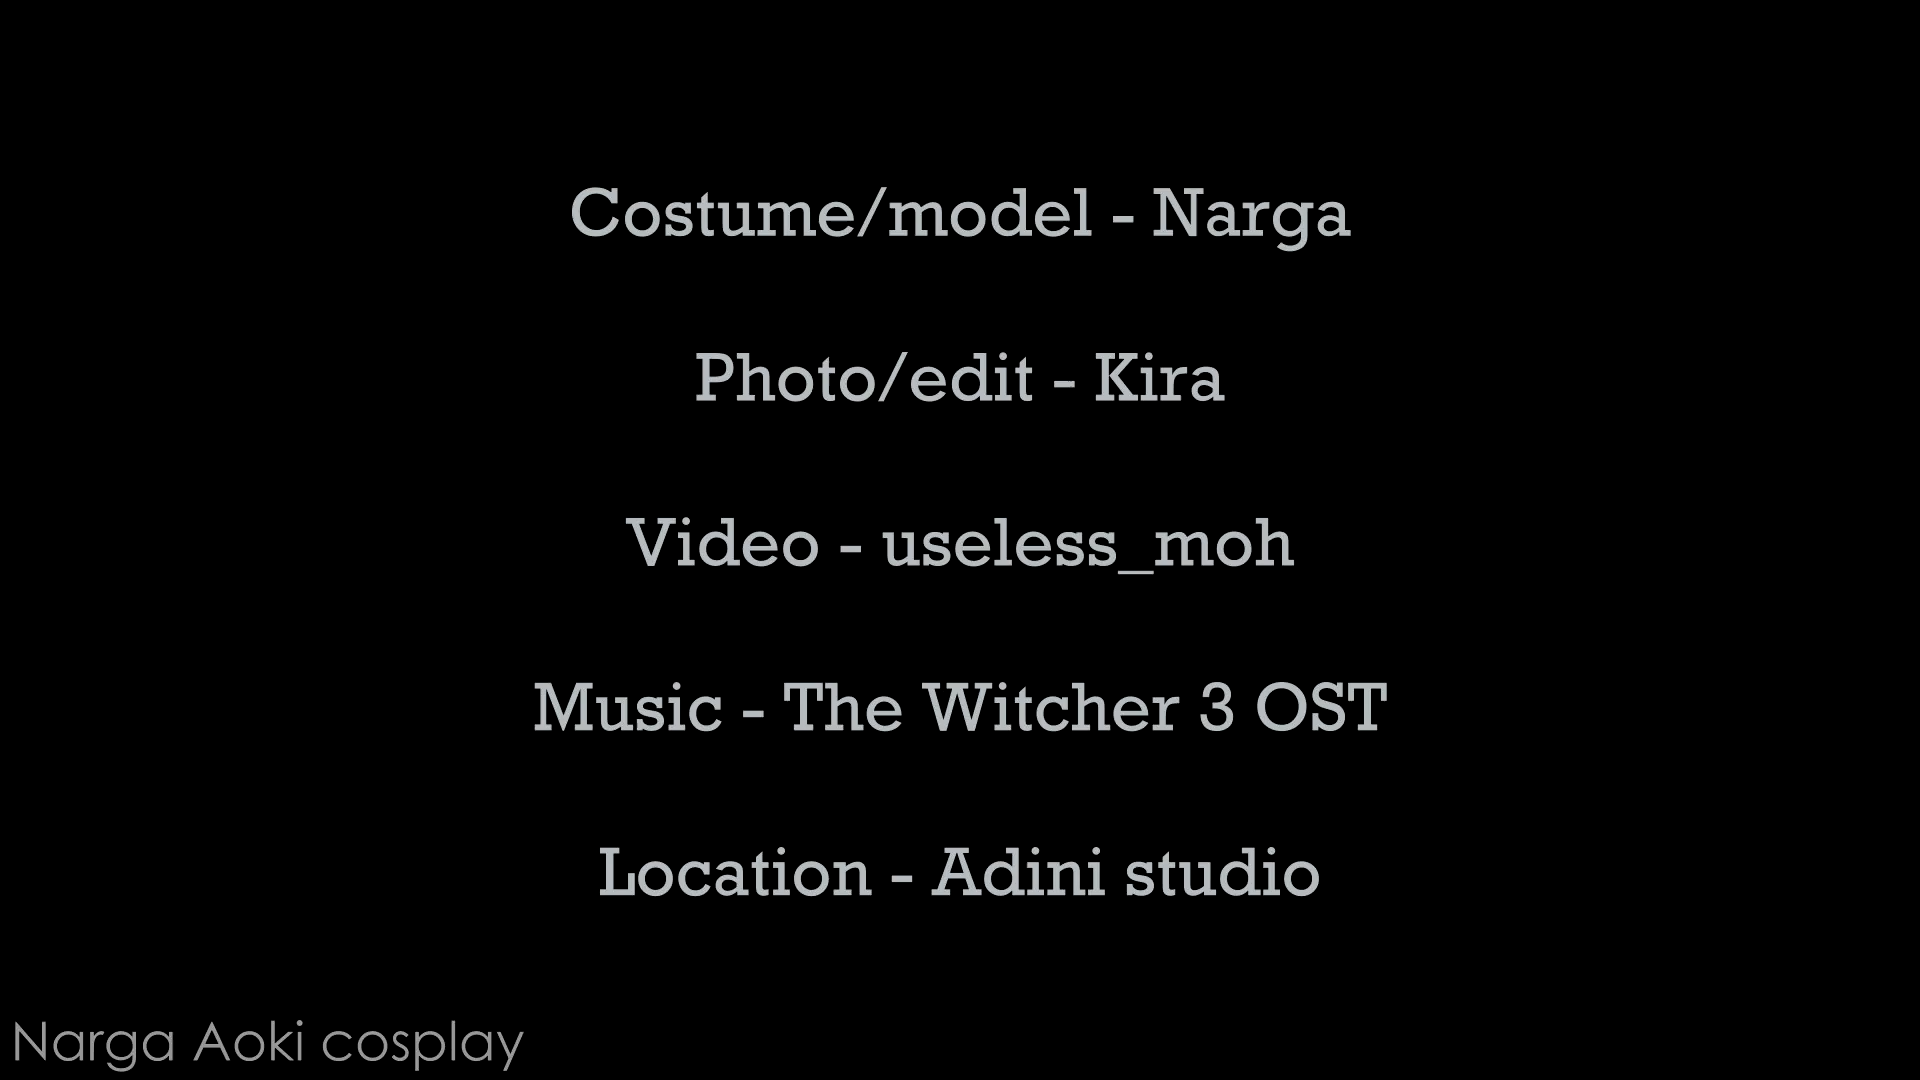 Costume/model - Narga
Photo/edit - Kira
Video - useless_moh
Music - The Witcher 3 OST
Location - Adini studio
Narga Aoki cosplay